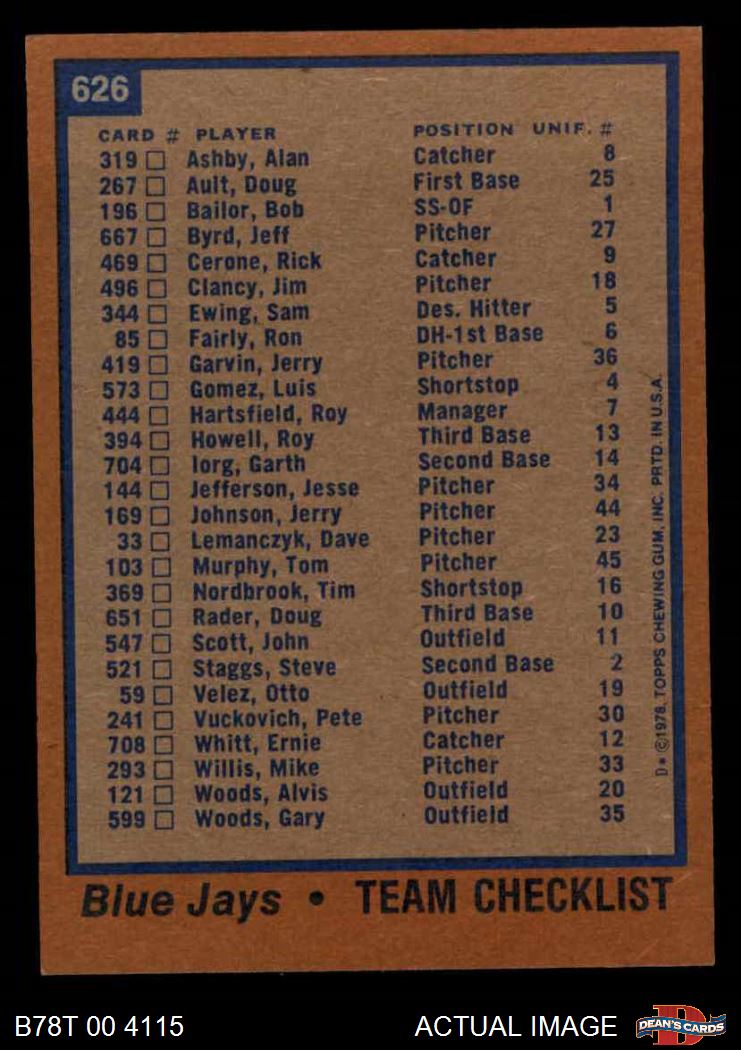 626
CARD # PLAYER POSITION UNIF. #
319 Ashby, Alan Catcher 8
267 Ault, Doug First Base 25
196 Bailor, Bob SS-OF 1
667 Byrd, Jeff Pitcher 27
469 Cerone, Rick Catcher 9
496 Clancy, Jim Pitcher 18
344 Ewing, Sam Des. Hitter 5
85 Fairly, Ron DH-1st Base 6
419 Garvin, Jerry Pitcher 36
573 Gomez, Luis Shortstop 4
444 Hartsfield, Roy Manager 7
394 Howell, Roy Third Base 13
704 Iorg, Garth Second Base 14
144 Jefferson, Jesse Pitcher 34
169 Johnson, Jerry Pitcher 44
33 Lemanczyk, Dave Pitcher 23
103 Murphy, Tom Pitcher 45
369 Nordbrook, Tim Shortstop 16
651 Rader, Doug Third Base 10
547 Scott, John Outfield 11
521 Staggs, Steve Second Base 2
59 Velez, Otto Outfield 19
241 Vuckovich, Pete Pitcher 30
708 Whitt, Ernie Catcher 12
293 Willis, Mike Pitcher 33
121 Woods, Alvis Outfield 20
599 Woods, Gary Outfield 35
D* ©1978, TOPPS CHEWING GUM, INC. PRTD. IN U.S.A.
Blue Jays • TEAM CHECKLIST
B78T 00 4115 ACTUAL IMAGE DEAN'S CARDS